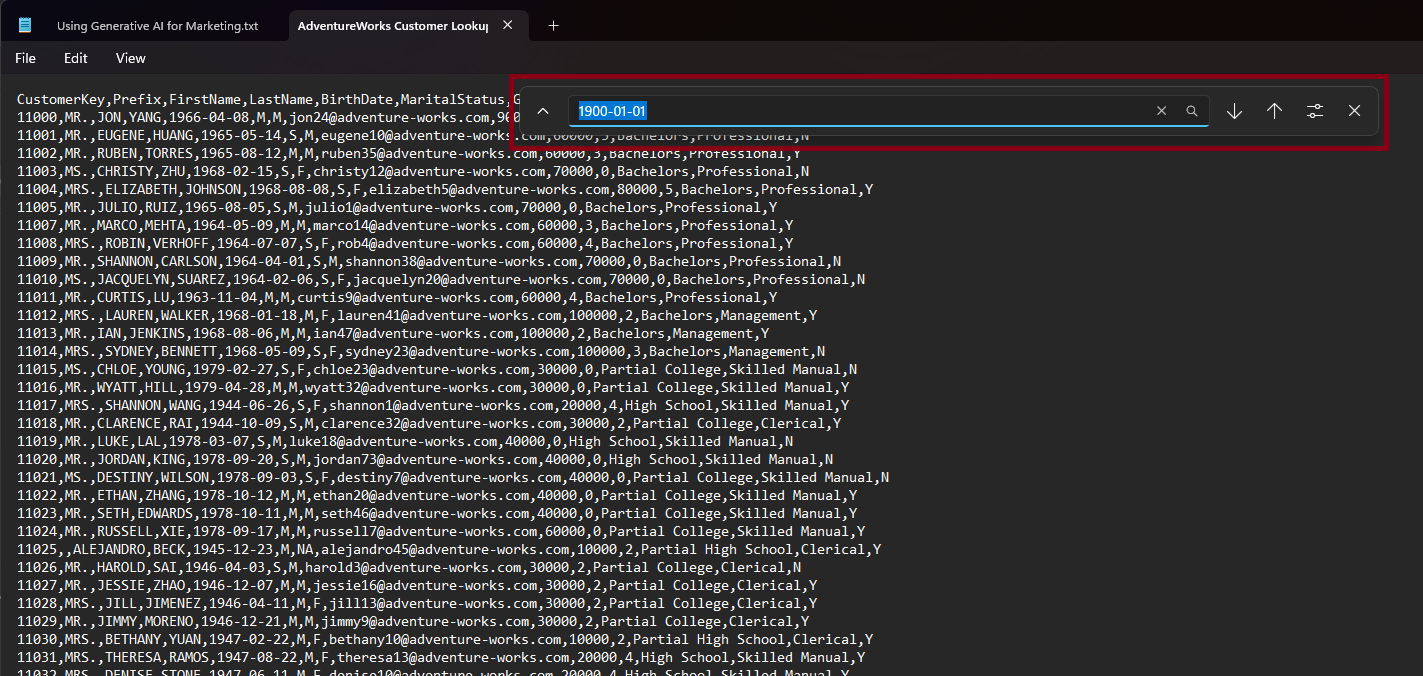 Using Generative AI for Marketing.txt
AdventureWorks Customer Lookup
File Edit View
1900-01-01
CustomerKey,Prefix,FirstName,LastName,BirthDate,MaritalStatus,G
11000,MR.,JON,YANG,1966-04-08,M,M,jon24@adventure-works.com,900
11001,MR.,EUGENE,HUANG,1965-05-14,S,M,eugene10@adventure-works.com,60000,3,Bachelors,Professional,N
11002,MR.,RUBEN,TORRES,1965-08-12,M,M,ruben35@adventure-works.com,60000,3,Bachelors,Professional,Y
11003,MS.,CHRISTY,ZHU,1968-02-15,S,F,christy12@adventure-works.com,70000,0,Bachelors,Professional,N
11004,MRS.,ELIZABETH,JOHNSON,1968-08-08,S,F,elizabeth5@adventure-works.com,80000,5,Bachelors,Professional,Y
11005,MR.,JULIO,RUIZ,1965-08-05,S,M,julio1@adventure-works.com,70000,0,Bachelors,Professional,Y
11007,MR.,MARCO,MEHTA,1964-05-09,M,M,marco14@adventure-works.com,60000,3,Bachelors,Professional,Y
11008,MRS.,ROBIN,VERHOFF,1964-07-07,S,F,rob4@adventure-works.com,60000,4,Bachelors,Professional,Y
11009,MR.,SHANNON,CARLSON,1964-04-01,S,M,shannon38@adventure-works.com,70000,0,Bachelors,Professional,N
11010,MS.,JACQUELYN,SUAREZ,1964-02-06,S,F,jacquelyn20@adventure-works.com,70000,0,Bachelors,Professional,N
11011,MR.,CURTIS,LU,1963-11-04,M,M,curtis9@adventure-works.com,60000,4,Bachelors,Professional,Y
11012,MRS.,LAUREN,WALKER,1968-01-18,M,F,lauren41@adventure-works.com,100000,2,Bachelors,Management,Y
11013,MR.,IAN,JENKINS,1968-08-06,M,M,ian47@adventure-works.com,100000,2,Bachelors,Management,Y
11014,MRS.,SYDNEY,BENNETT,1968-05-09,S,F,sydney23@adventure-works.com,100000,3,Bachelors,Management,N
11015,MS.,CHLOE,YOUNG,1979-02-27,S,F,chloe23@adventure-works.com,30000,0,Partial College,Skilled Manual,N
11016,MR.,WYATT,HILL,1979-04-28,M,M,wyatt32@adventure-works.com,30000,0,Partial College,Skilled Manual,Y
11017,MRS.,SHANNON,WANG,1944-06-26,S,F,shannon1@adventure-works.com,20000,4,High School,Skilled Manual,Y
11018,MR.,CLARENCE,RAI,1944-10-09,S,M,clarence32@adventure-works.com,30000,2,Partial College,Clerical,Y
11019,MR.,LUKE,LAL,1978-03-07,S,M,luke18@adventure-works.com,40000,0,High School,Skilled Manual,N
11020,MR.,JORDAN,KING,1978-09-20,S,M,jordan73@adventure-works.com,40000,0,High School,Skilled Manual,N
11021,MS.,DESTINY,WILSON,1978-09-03,S,F,destiny7@adventure-works.com,40000,0,Partial College,Skilled Manual,N
11022,MR.,ETHAN,ZHANG,1978-10-12,M,M,ethan20@adventure-works.com,40000,0,Partial College,Skilled Manual,Y
11023,MR.,SETH,EDWARDS,1978-10-11,M,M,seth46@adventure-works.com,40000,0,Partial College,Skilled Manual,Y
11024,MR.,RUSSELL,XIE,1978-09-17,M,M,russell7@adventure-works.com,60000,0,Partial College,Skilled Manual,Y
11025,,ALEJANDRO,BECK,1945-12-23,M,NA,alejandro45@adventure-works.com,10000,2,Partial High School,Clerical,Y
11026,MR.,HAROLD,SAI,1946-04-03,S,M,harold3@adventure-works.com,30000,2,Partial College,Clerical,N
11027,MR.,JESSIE,ZHAO,1946-12-07,M,M,jessie16@adventure-works.com,30000,2,Partial College,Clerical,Y
11028,MRS.,JILL,JIMENEZ,1946-04-11,M,F,jill13@adventure-works.com,30000,2,Partial College,Clerical,Y
11029,MR.,JIMMY,MORENO,1946-12-21,M,M,jimmy9@adventure-works.com,30000,2,Partial College,Clerical,Y
11030,MRS.,BETHANY,YUAN,1947-02-22,M,F,bethany10@adventure-works.com,10000,2,Partial High School,Clerical,Y
11031,MRS.,THERESA,RAMOS,1947-08-22,M,F,theresa13@adventure-works.com,20000,4,High School,Skilled Manual,Y
11032,MRS.,DENISE,STONE,1947-06-11,M,F,denise10@adventure-works.com,20000,4,High School,Skilled Manual,Y